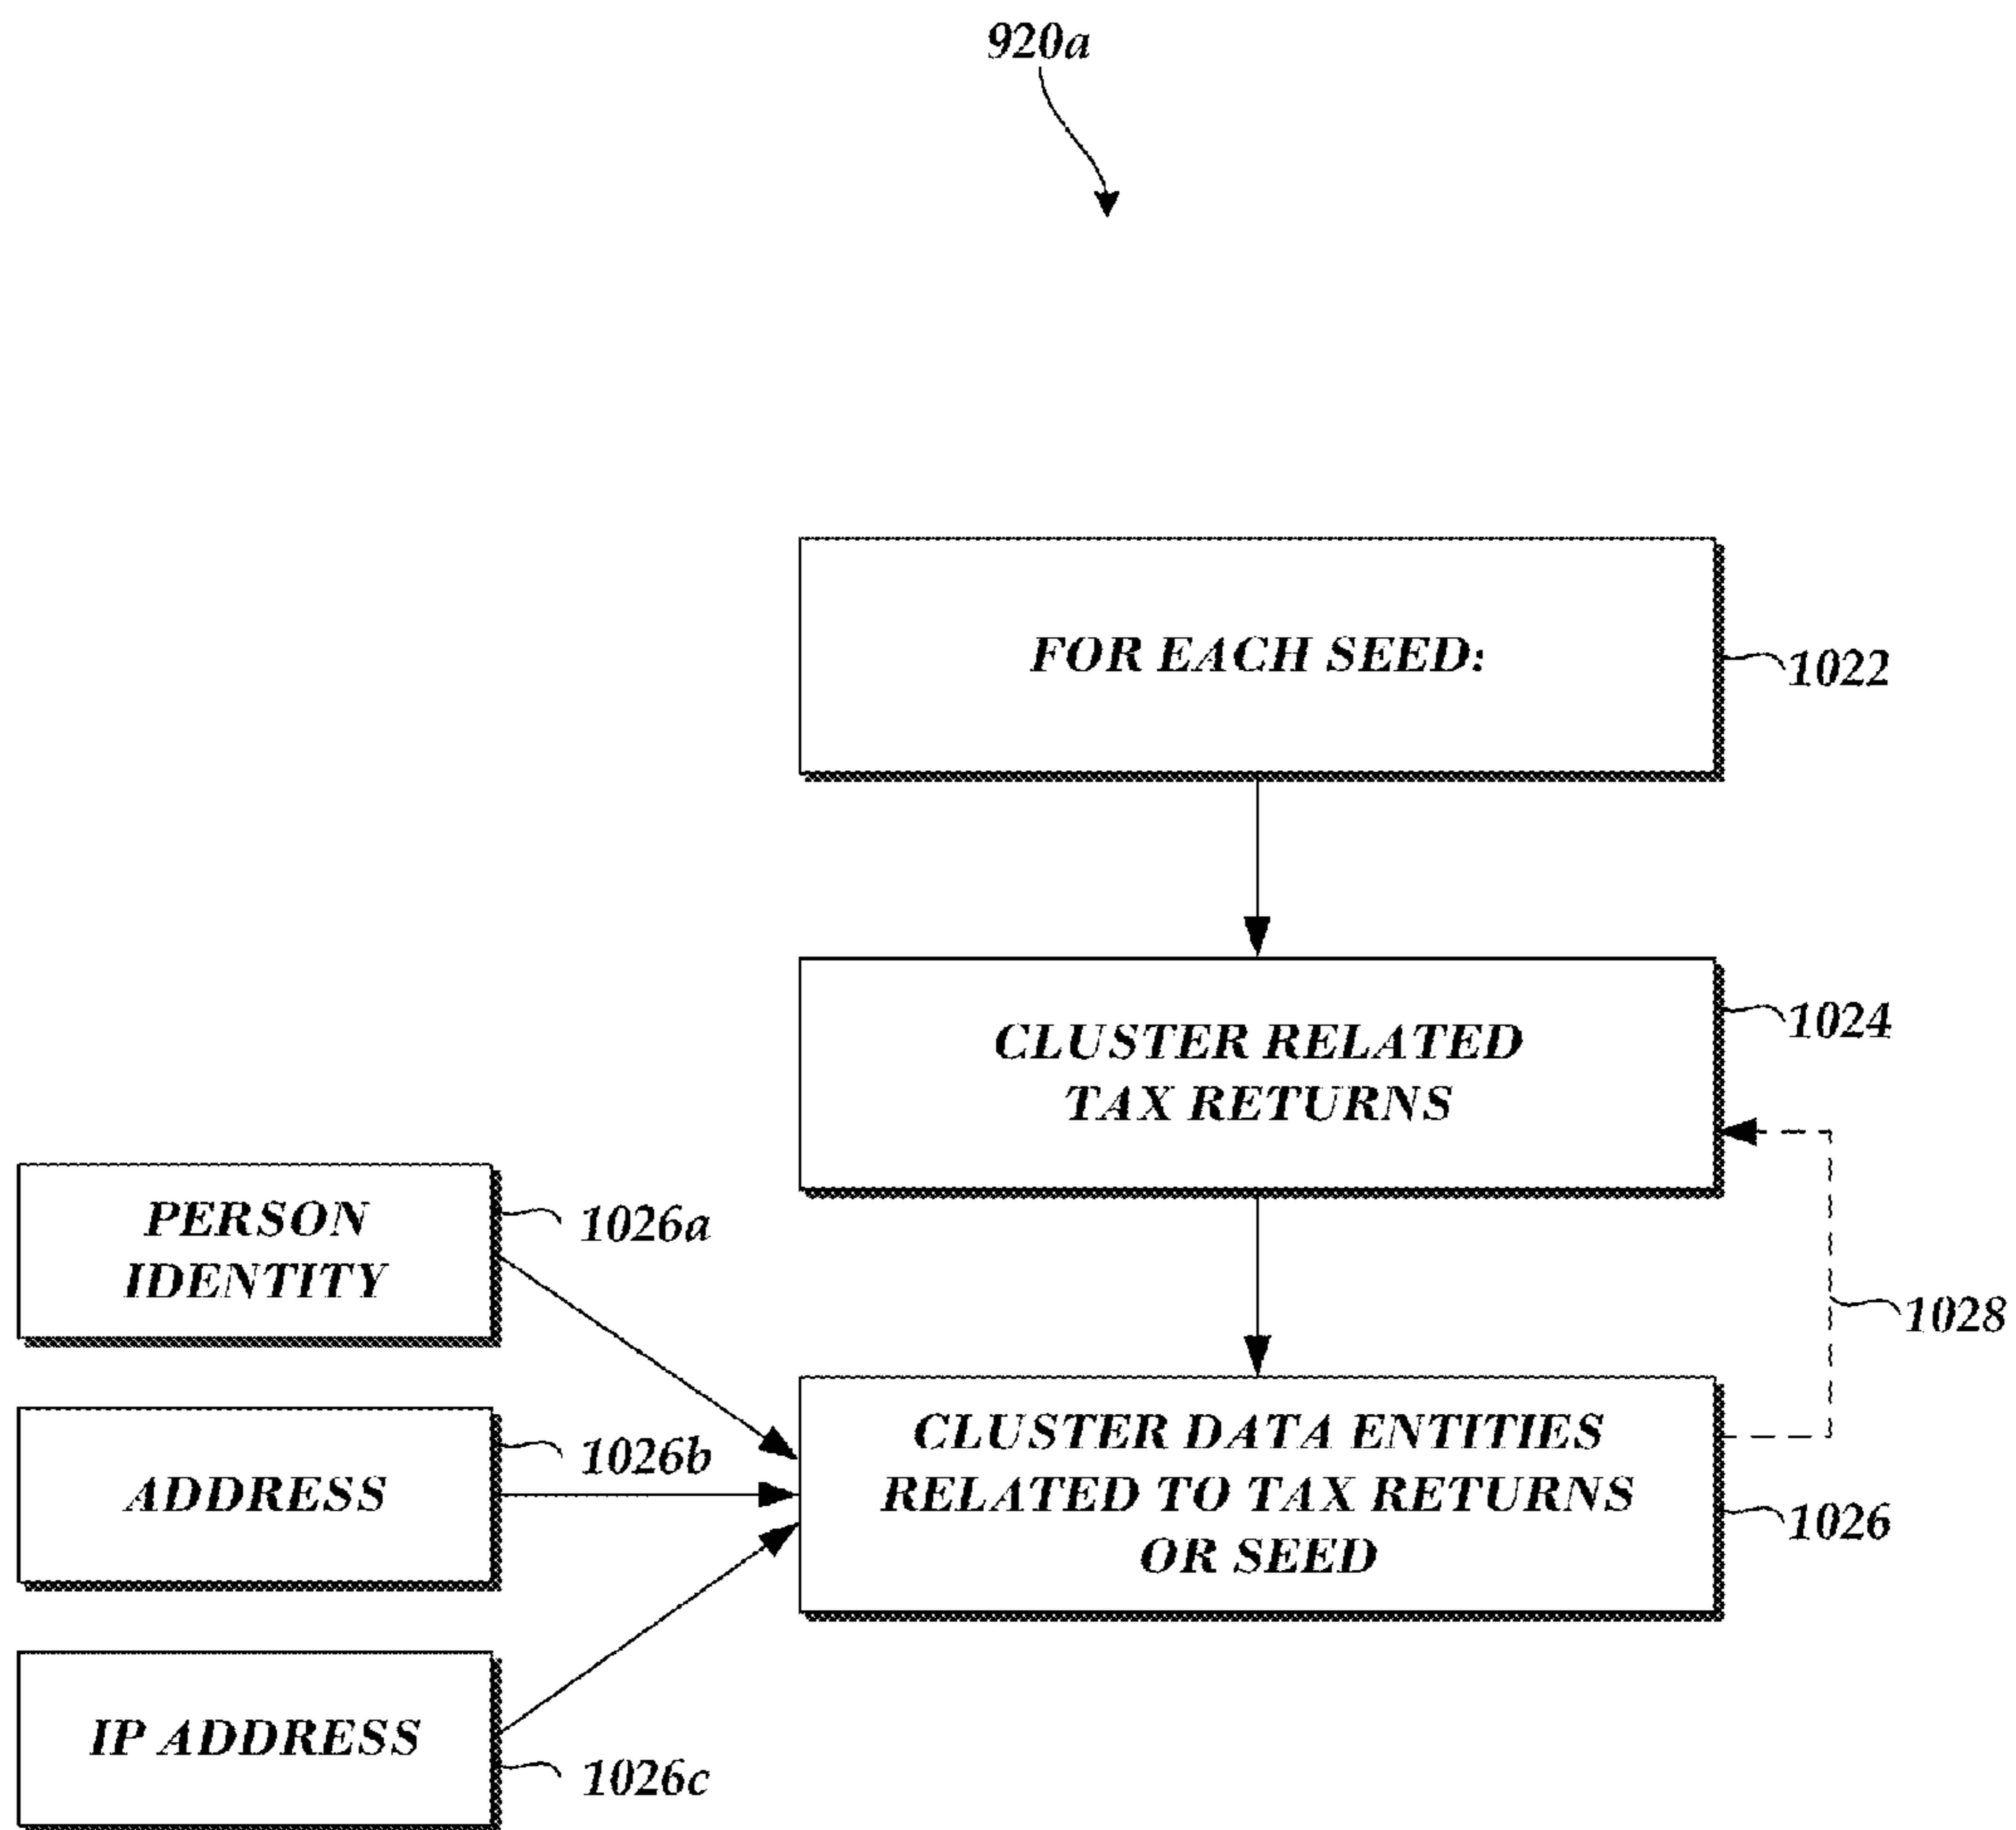 920a
FOR EACH SEED:
1022
CLUSTER RELATED
TAX RETURNS
1024
PERSON
IDENTITY
1026a
1028
ADDRESS
1026b
CLUSTER DATA ENTITIES
RELATED TO TAX RETURNS
OR SEED
1026
IP ADDRESS
1026c